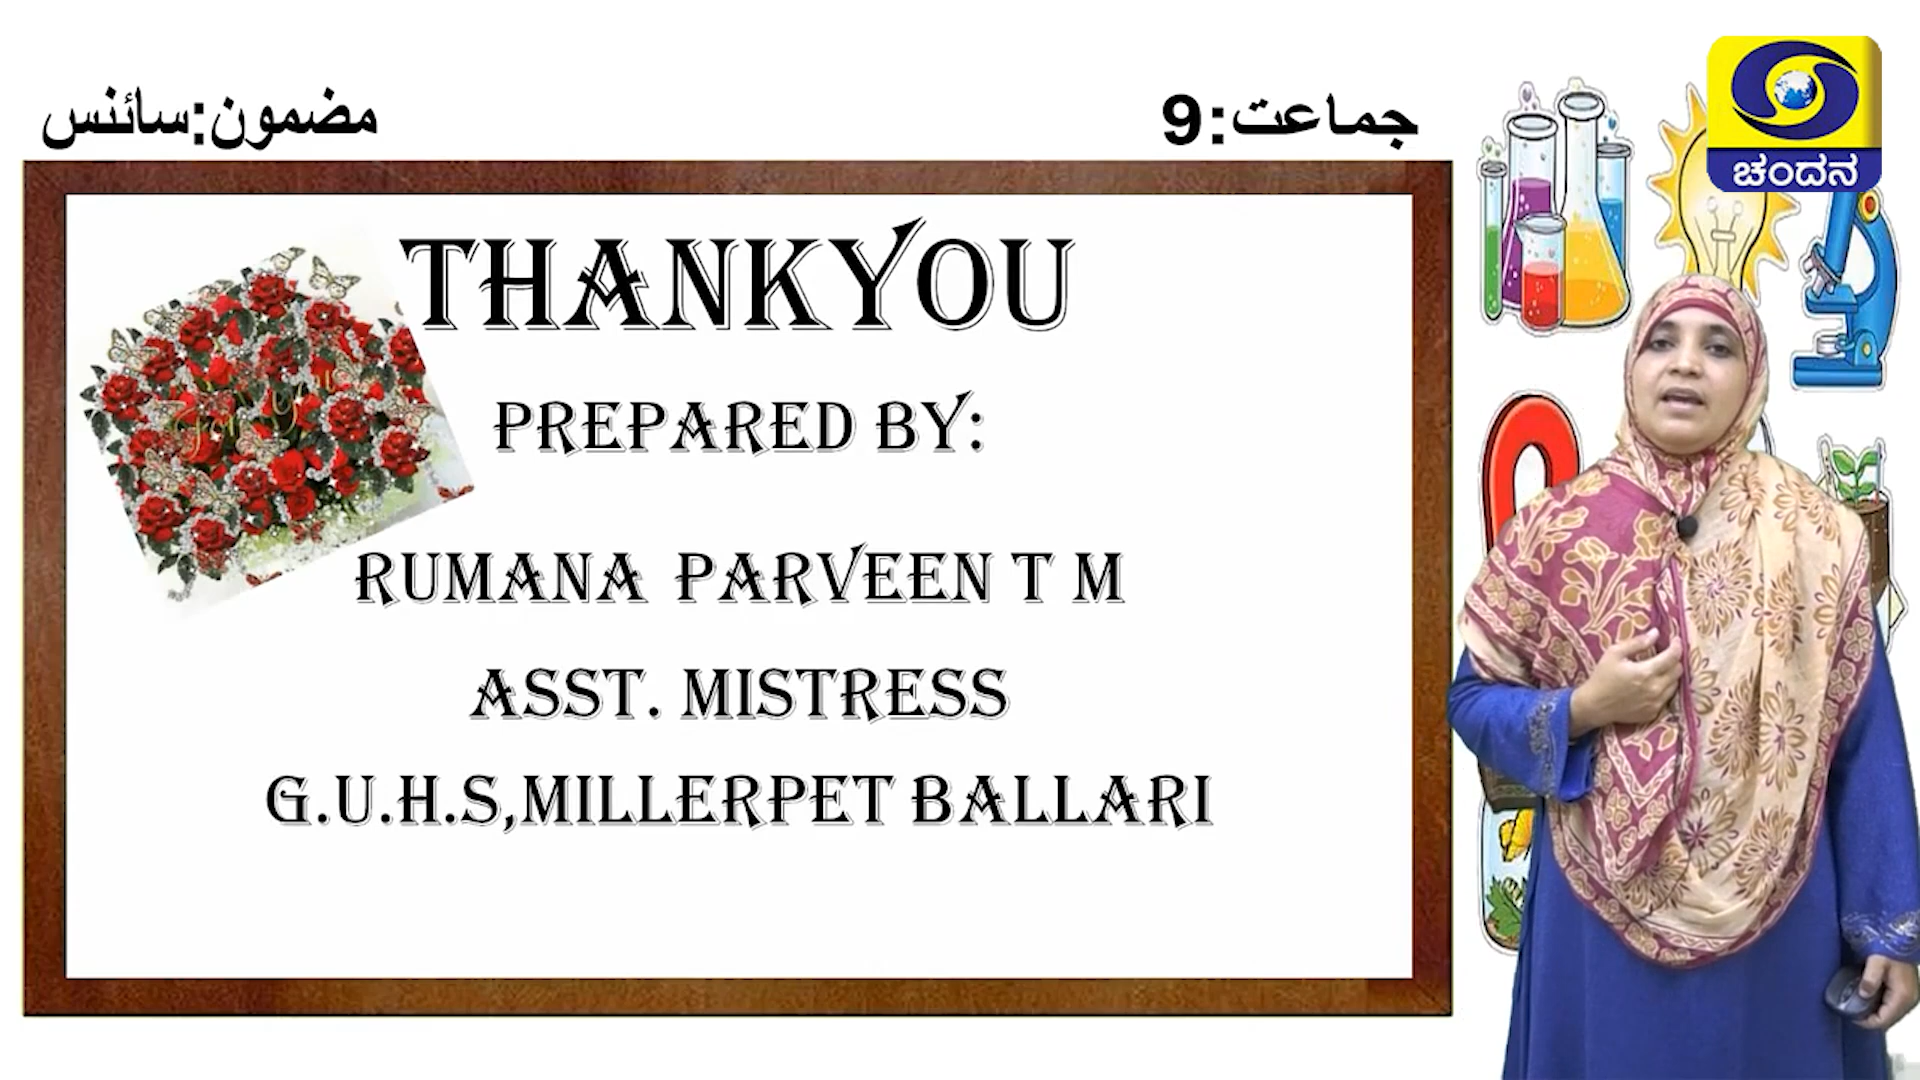 مضمون:سائنس
جماعت:9
ಚಂದನ
THANKYOU
PREPARED BY:
RUMANA PARVEEN T M
ASST. MISTRESS
G.U.H.S,MILLERPET BALLARI